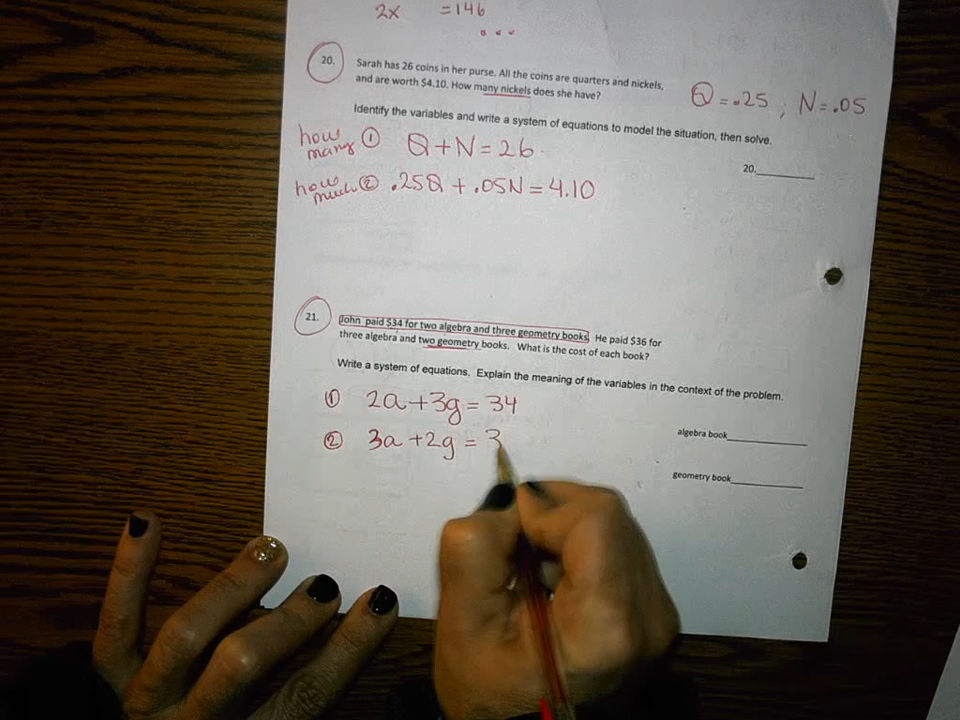 2x = 146
20. Sarah has 26 coins in her purse. All the coins are quarters and nickels,
and are worth $4.10. How many nickels does she have?
Q = .25 ; N = .05
Identify the variables and write a system of equations to model the situation, then solve.
how many ① Q + N = 26
20.________
how much ② .25Q + .05N = 4.10
21. John paid $34 for two algebra and three geometry books. He paid $36 for
three algebra and two geometry books. What is the cost of each book?
Write a system of equations. Explain the meaning of the variables in the context of the problem.
① 2a + 3g = 34
② 3a + 2g = 3
algebra book____________
geometry book___________